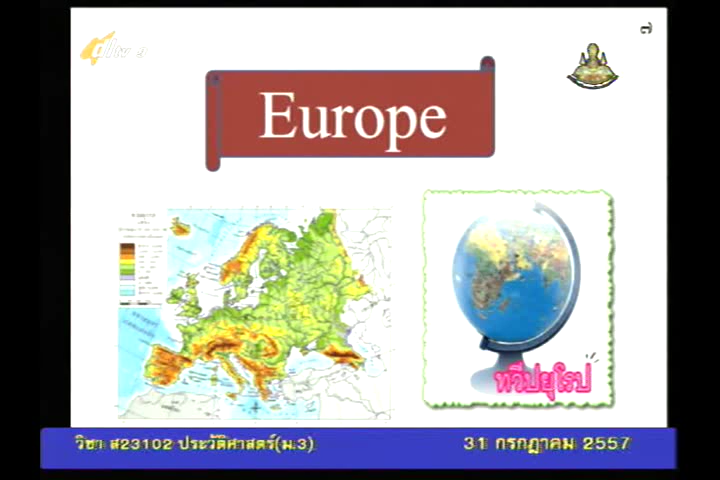 ๗
Europe
ทวีปยุโรป
วิชา ส23102 ประวัติศาสตร์(ม.3)
31 กรกฎาคม 2557